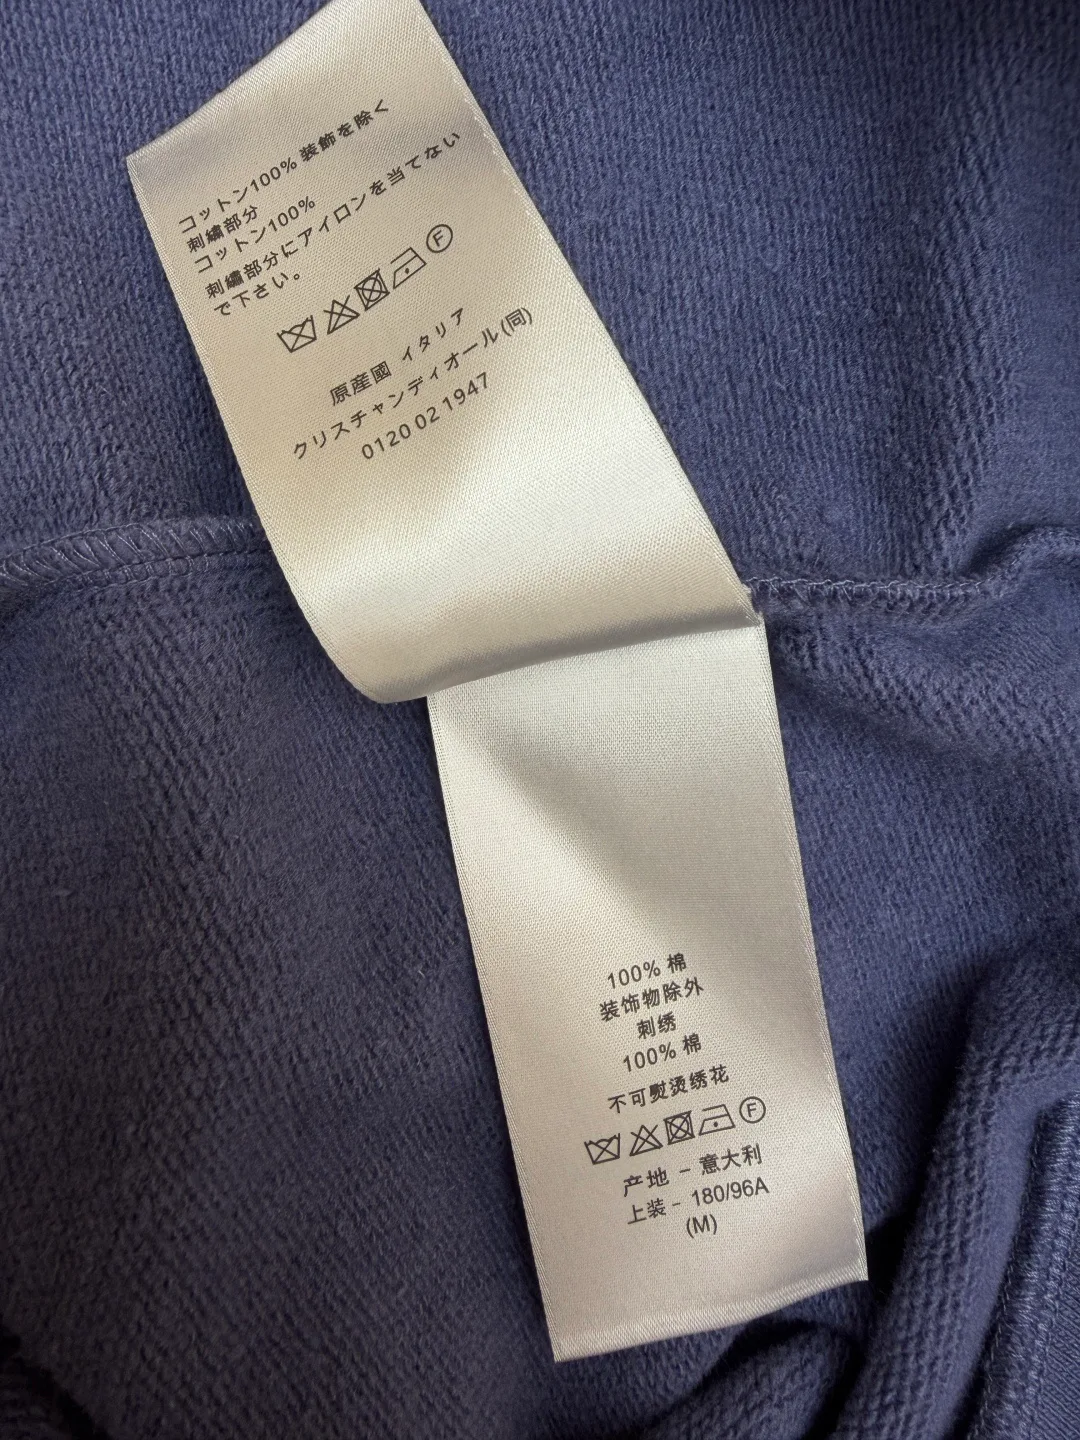 コットン100% 装飾を除く
刺繍部分
コットン100%
刺繍部分にアイロンを当てない
で下さい。
F
原産國 イタリア
クリスチャンディオール(同)
0120 02 1947
100% 棉
装饰物除外
刺绣
100% 棉
不可熨烫绣花
F
产地 - 意大利
上装 - 180/96A
(M)